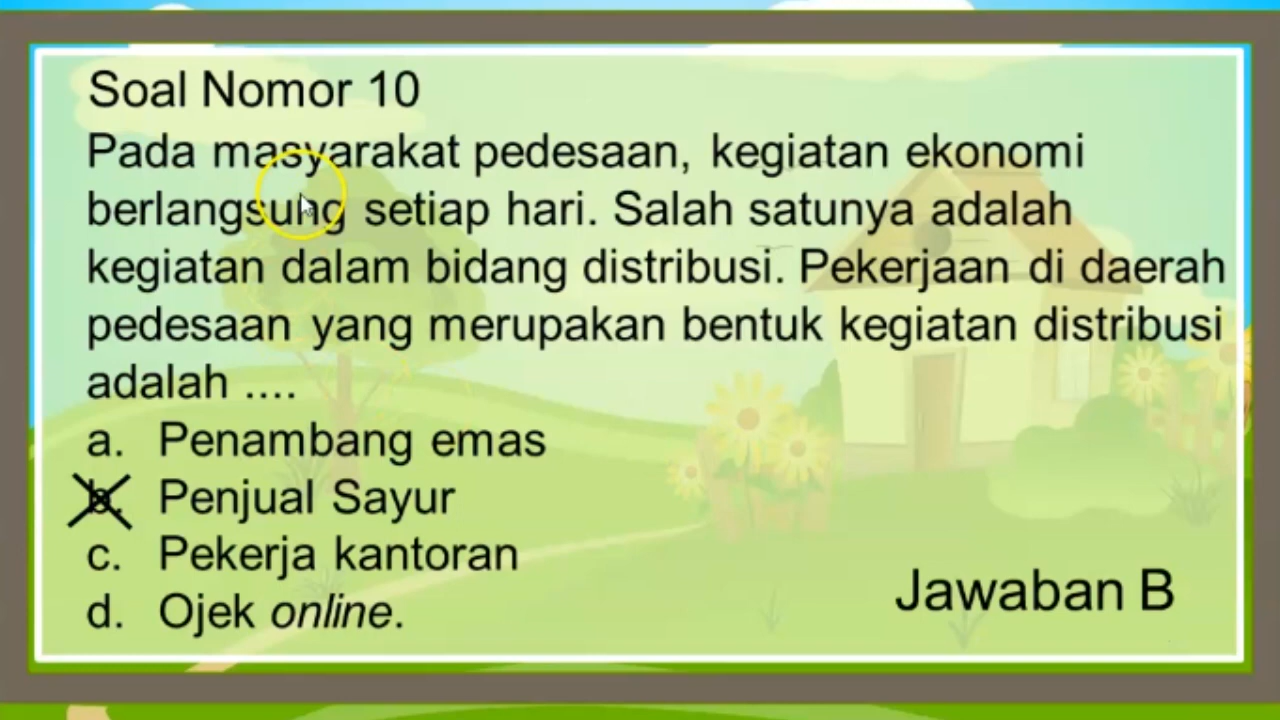 Soal Nomor 10
Pada masyarakat pedesaan, kegiatan ekonomi
berlangsung setiap hari. Salah satunya adalah
kegiatan dalam bidang distribusi. Pekerjaan di daerah
pedesaan yang merupakan bentuk kegiatan distribusi
adalah ....
a. Penambang emas
b. Penjual Sayur
c. Pekerja kantoran
d. Ojek online.
Jawaban B